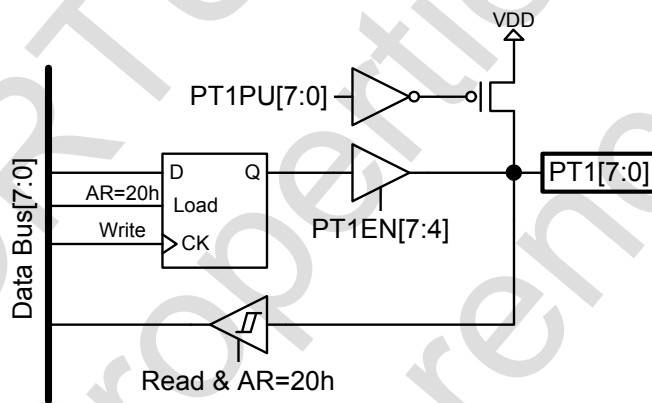 VDD
PT1PU[7:0]
D Q
PT1[7:0]
AR=20h
Load
PT1EN[7:4]
Write
CK
Data Bus[7:0]
Read & AR=20h